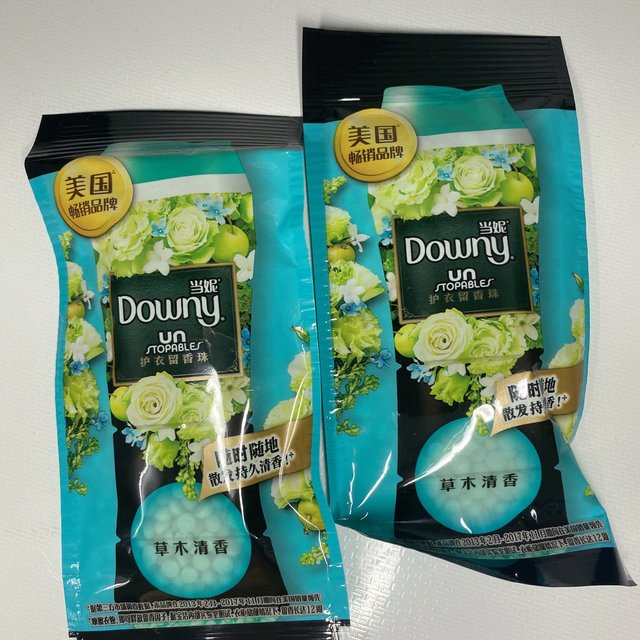 美国
畅销品牌
当妮
Downy
UN
STOPABLES
护衣留香珠
随时随地
散发持久清香!+
草木清香
美国
畅销品牌
当妮
Downy
UN
STOPABLES
护衣留香珠
随时随地
散发持香!+
草木清香